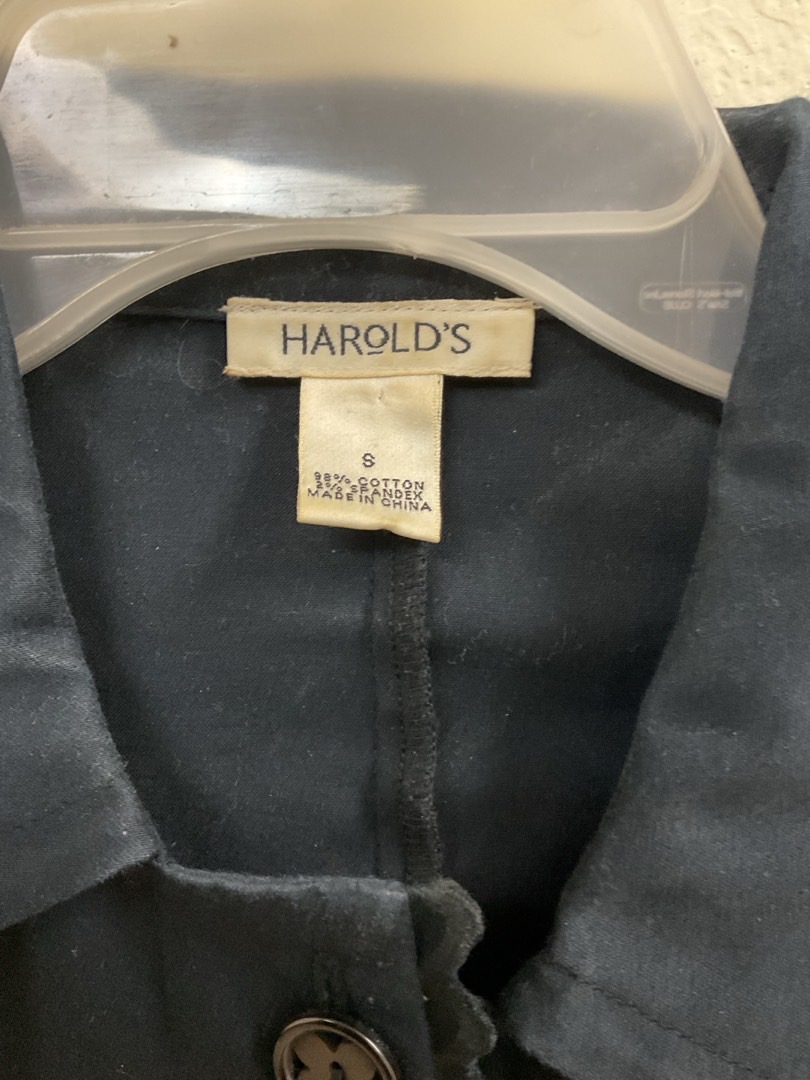 HAROLD'S
S
98% COTTON
2% SPANDEX
MADE IN CHINA